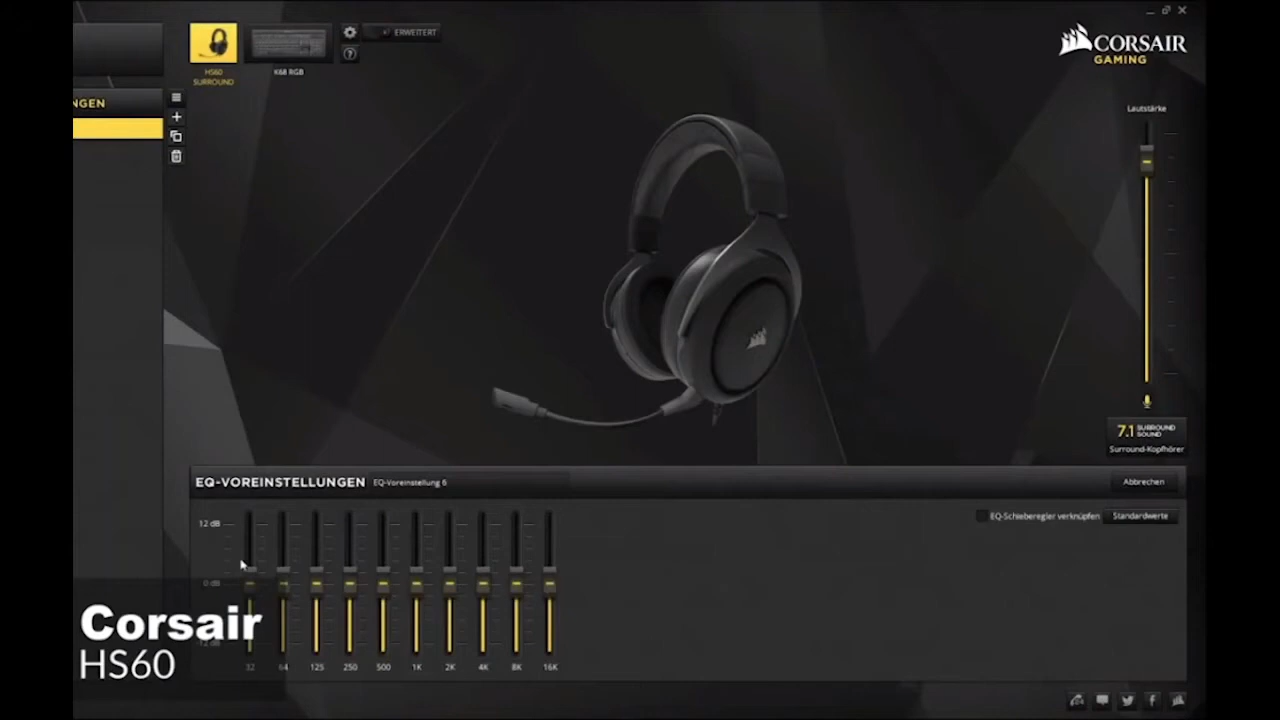 ERWEITERT
CORSAIR
GAMING
HS60
SURROUND
K68 RGB
NGEN
Lautstärke
7.1 SURROUND
SOUND
Surround-Kopfhörer
EQ-VOREINSTELLUNGEN EQ-Voreinstellung 6 Abbrechen
12 dB
EQ-Schieberegler verknüpfen Standardwerte
0 dB
Corsair
HS60
32 64 125 250 500 1K 2K 4K 8K 16K